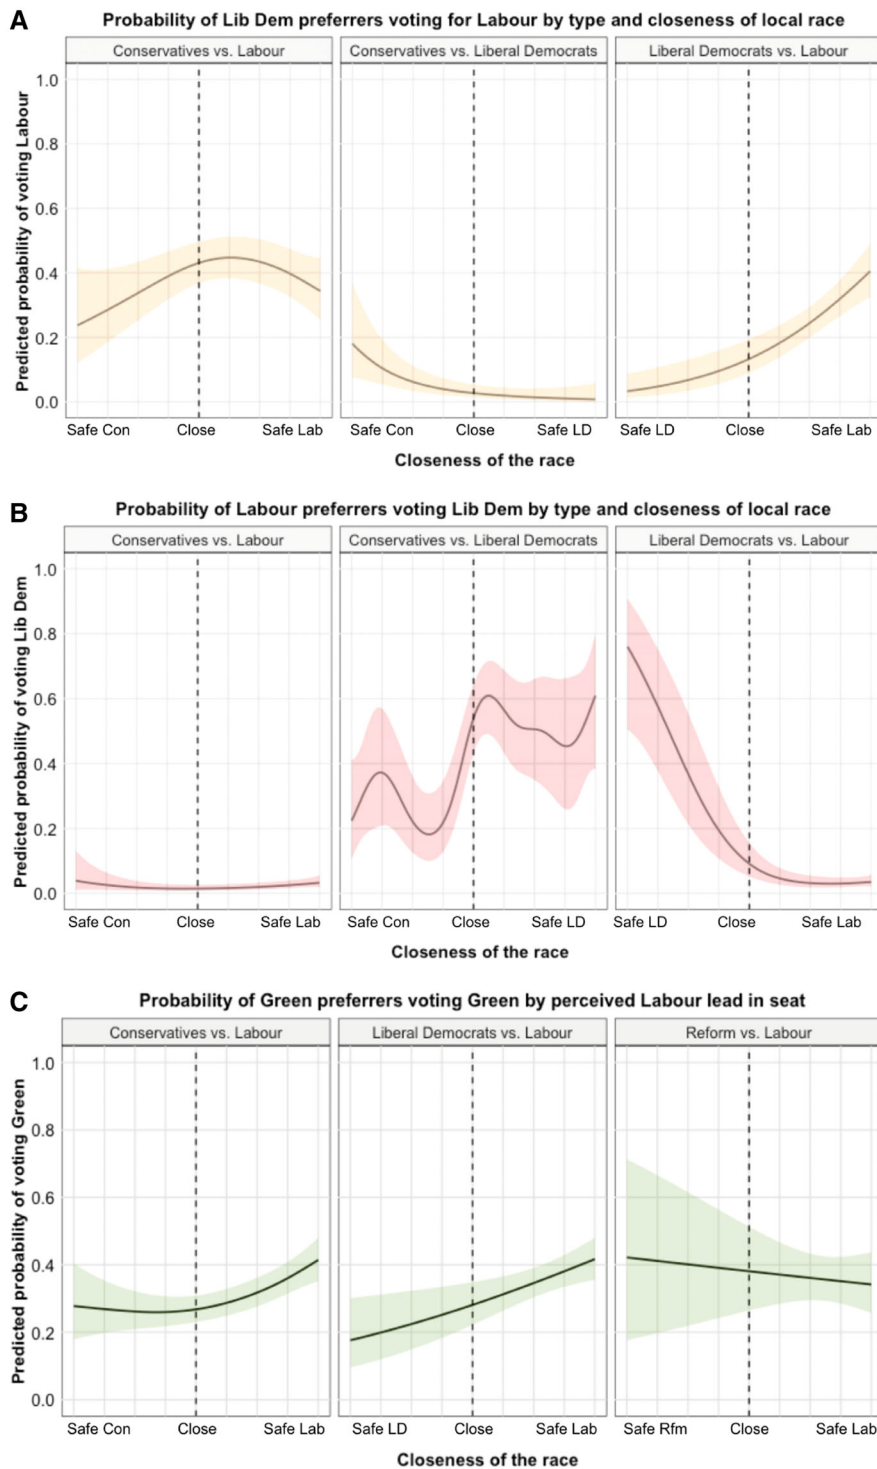 A
Probability of Lib Dem preferrers voting for Labour by type and closeness of local race
Conservatives vs. Labour
Conservatives vs. Liberal Democrats
Liberal Democrats vs. Labour
Predicted probability of voting Labour
1.0
0.8
0.6
0.4
0.2
0.0
Safe Con Close Safe Lab
Safe Con Close Safe LD
Safe LD Close Safe Lab
Closeness of the race
B
Probability of Labour preferrers voting Lib Dem by type and closeness of local race
Conservatives vs. Labour
Conservatives vs. Liberal Democrats
Liberal Democrats vs. Labour
Predicted probability of voting Lib Dem
1.0
0.8
0.6
0.4
0.2
0.0
Safe Con Close Safe Lab
Safe Con Close Safe LD
Safe LD Close Safe Lab
Closeness of the race
C
Probability of Green preferrers voting Green by perceived Labour lead in seat
Conservatives vs. Labour
Liberal Democrats vs. Labour
Reform vs. Labour
Predicted probability of voting Green
1.0
0.8
0.6
0.4
0.2
0.0
Safe Con Close Safe Lab
Safe LD Close Safe Lab
Safe Rfm Close Safe Lab
Closeness of the race